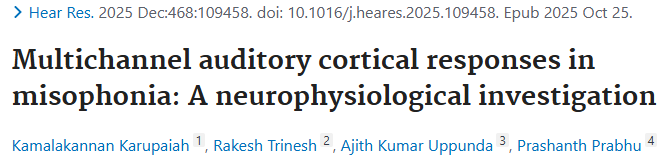 Hear Res. 2025 Dec:468:109458. doi: 10.1016/j.heares.2025.109458. Epub 2025 Oct 25.
Multichannel auditory cortical responses in
misophonia: A neurophysiological investigation
Kamalakannan Karupaiah 1, Rakesh Trinesh 2, Ajith Kumar Uppunda 3, Prashanth Prabhu 4